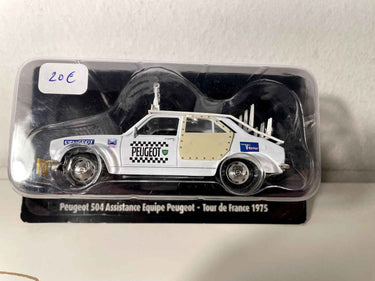 20€
PEUGEOT
PEUGEOT
Peugeot 504 Assistance Equipe Peugeot - Tour de France 1975